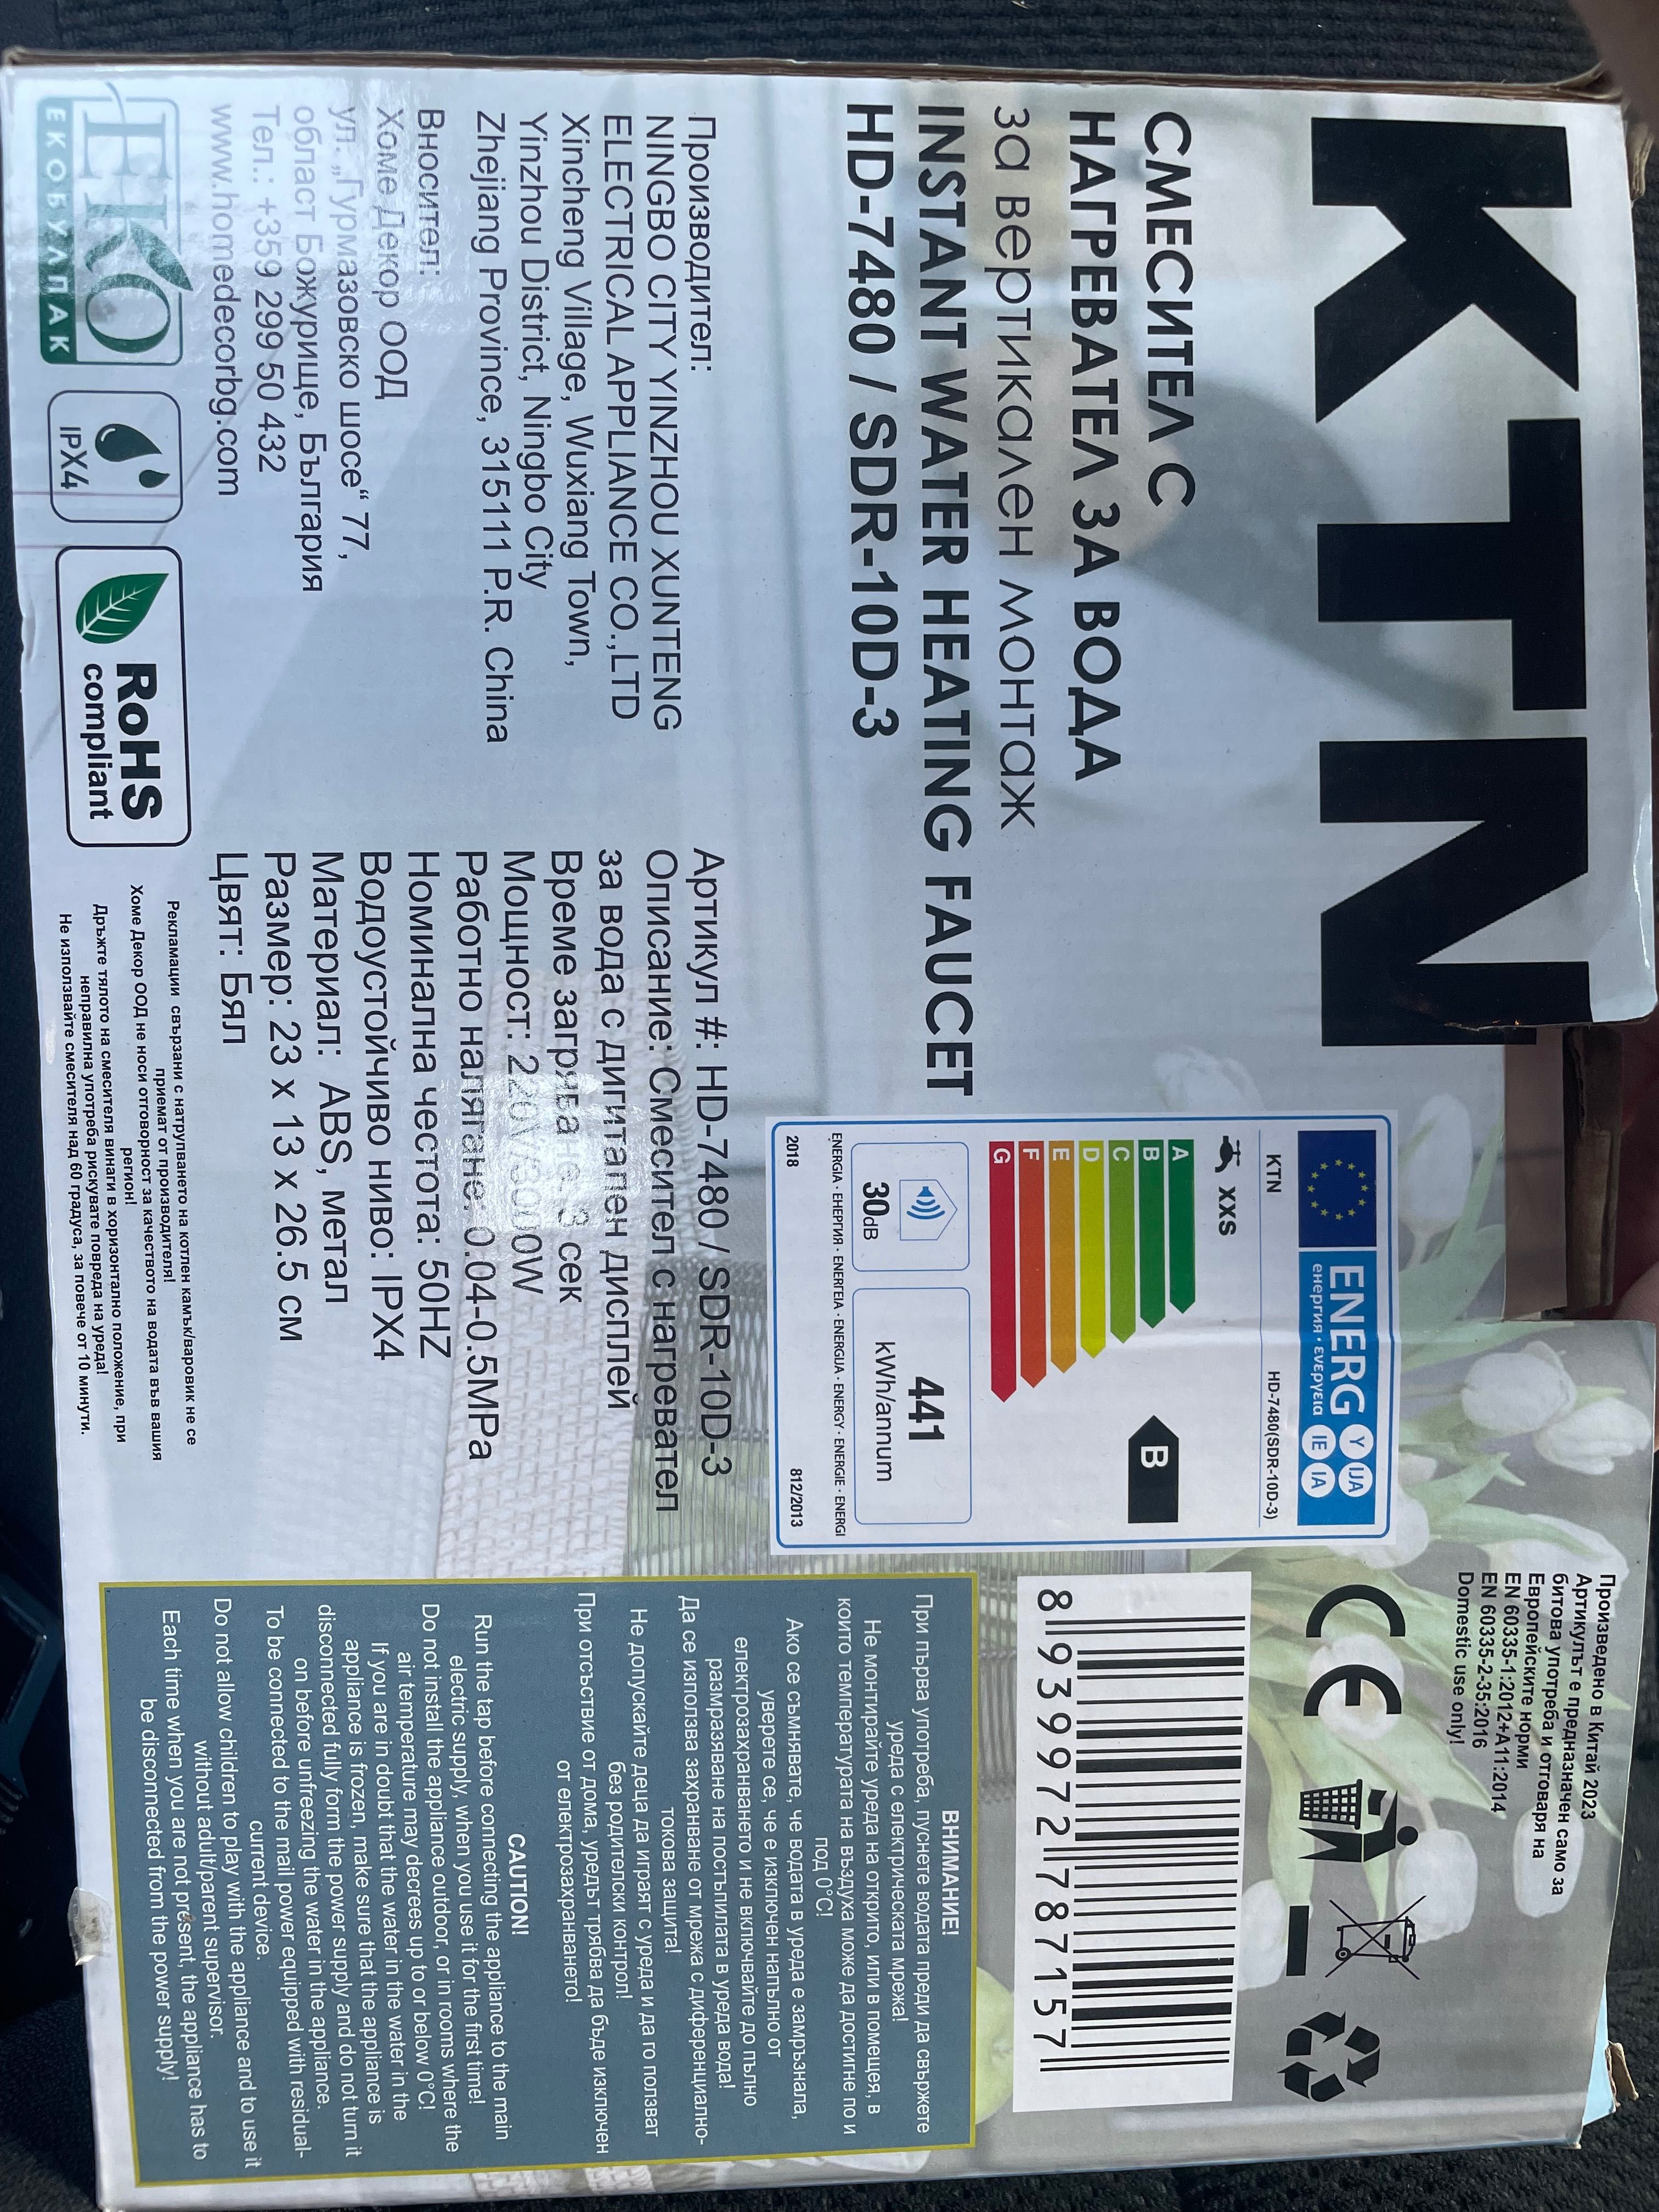 KTN
СМЕСИТЕЛ С
НАГРЕВАТЕЛ ЗА ВОДА
за вертикален монтаж
INSTANT WATER HEATING FAUCET
HD-7480 / SDR-10D-3
Производител:
NINGBO CITY YINZHOU XUNTENG
ELECTRICAL APPLIANCE CO.,LTD
Xincheng Village, Wuxiang Town,
Yinzhou District, Ningbo City
Zhejiang Province, 315111 P.R. China
Вносител:
Хоме Декор ООД
ул. „Гурмазовско шосе“ 77,
област Божурище, България
Тел.: +359 299 50 432
www.homedecorbg.com
ЕКО
ЕКОБУЛПАК
IPX4
RoHS
compliant
Артикул #: HD-7480 / SDR-10D-3
Описание: Смесител с нагревател
за вода с дигитален дисплей
Време загряване 3 сек
Мощност: 220V/3000W
Работно налягане: 0.04-0.5MPa
Номинална честота: 50HZ
Водоустойчиво ниво: IPX4
Материал: ABS, метал
Размер: 23 x 13 x 26.5 см
Цвят: Бял
Рекламации свързани с натрупването на котлен камък/варовик не се
приемат от производителя!
Хоме Декор ООД не носи отговорност за качеството на водата във вашия
регион!
Дръжте тялото на смесителя винаги в хоризонтално положение, при
неправилна употреба рискувате повреда на уреда!
Не използвайте смесителя над 60 градуса, за повече от 10 минути.
ENERG Y IJA
енергия · ενεργεια IE IA
KTN HD-7480(SDR-10D-3)
XXS
A
B
C
D
E
F
G
B
30dB
441
kWh/annum
ENERGIA · ЕНЕРГИЯ · ΕΝΕΡΓΕΙΑ · ENERGIJA · ENERGY · ENERGIE · ENERGI
2018 812/2013
Произведено в Китай 2023
Артикулът е предназначен само за
битова употреба и отговаря на
Европейските норми
EN 60335-1:2012+A11:2014
EN 60335-2-35:2016
Domestic use only!
CE
8 939972 787157
ВНИМАНИЕ!
При първа употреба, пуснете водата преди да свържете
уреда с електрическата мрежа!
Не монтирайте уреда на открито, или в помещея, в
които температурата на въздуха може да достигне по и
под 0°C!
Ако се съмнявате, че водата в уреда е замръзнала,
уверете се, че е изключен напълно от
електрозахранването и не включвайте до пълно
размразяване на постъпилата в уреда вода!
Да се използва захранване от мрежа с диференциално-
токова защита!
Не допускайте деца да играят с уреда и да го ползват
без родителски контрол!
При отсъствие от дома, уредът трябва да бъде изключен
от електрозахранването!
CAUTION!
Run the tap before connecting the appliance to the main
electric supply, when you use it for the first time!
Do not install the appliance outdoor, or in rooms where the
air temperature may decrees up to or below 0°C!
If you are in doubt that the water in the water in the
appliance is frozen, make sure that the appliance is
disconnected fully form the power supply and do not turn it
on before unfreezing the water in the appliance.
To be connected to the mail power equipped with residual-
current device.
Do not allow children to play with the appliance and to use it
without adult/parent supervisor.
Each time when you are not present, the appliance has to
be disconnected from the power supply!